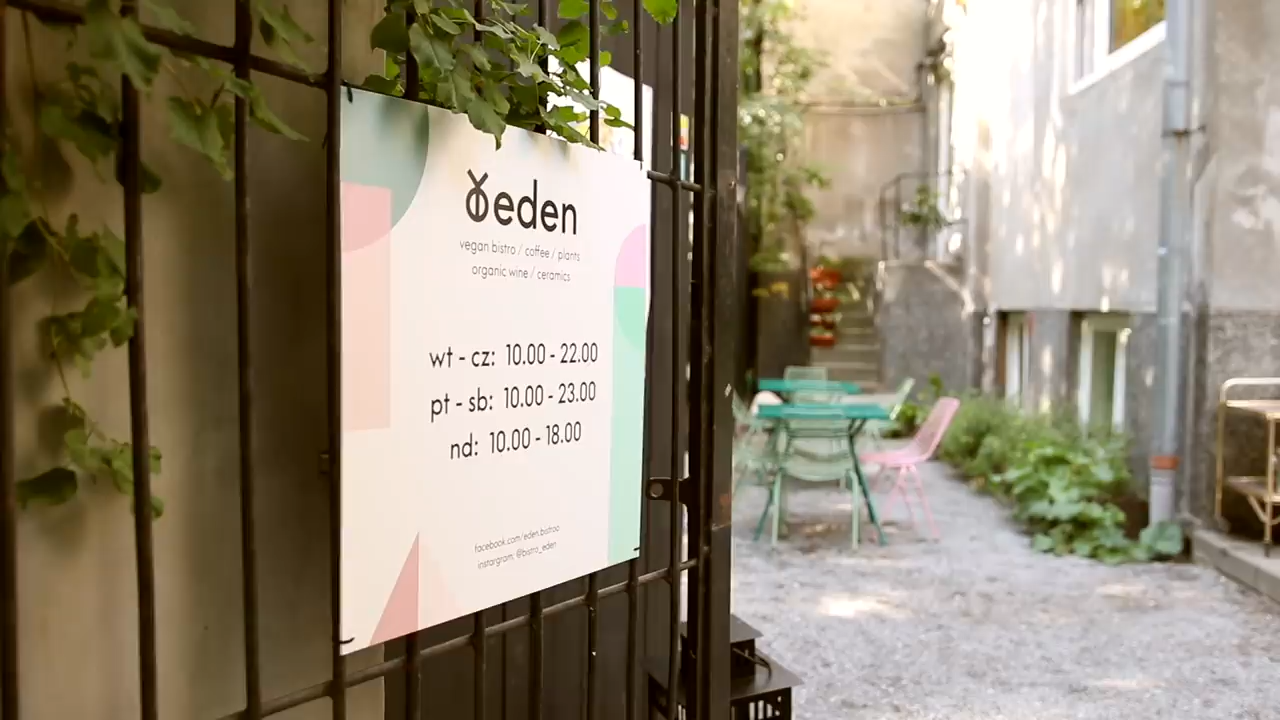 eden
vegan bistro / coffee / plants
organic wine / ceramics
wt - cz: 10.00 - 22.00
pt - sb: 10.00 - 23.00
nd: 10.00 - 18.00
facebook.com/eden.bistroo
instargram: @bistro_eden